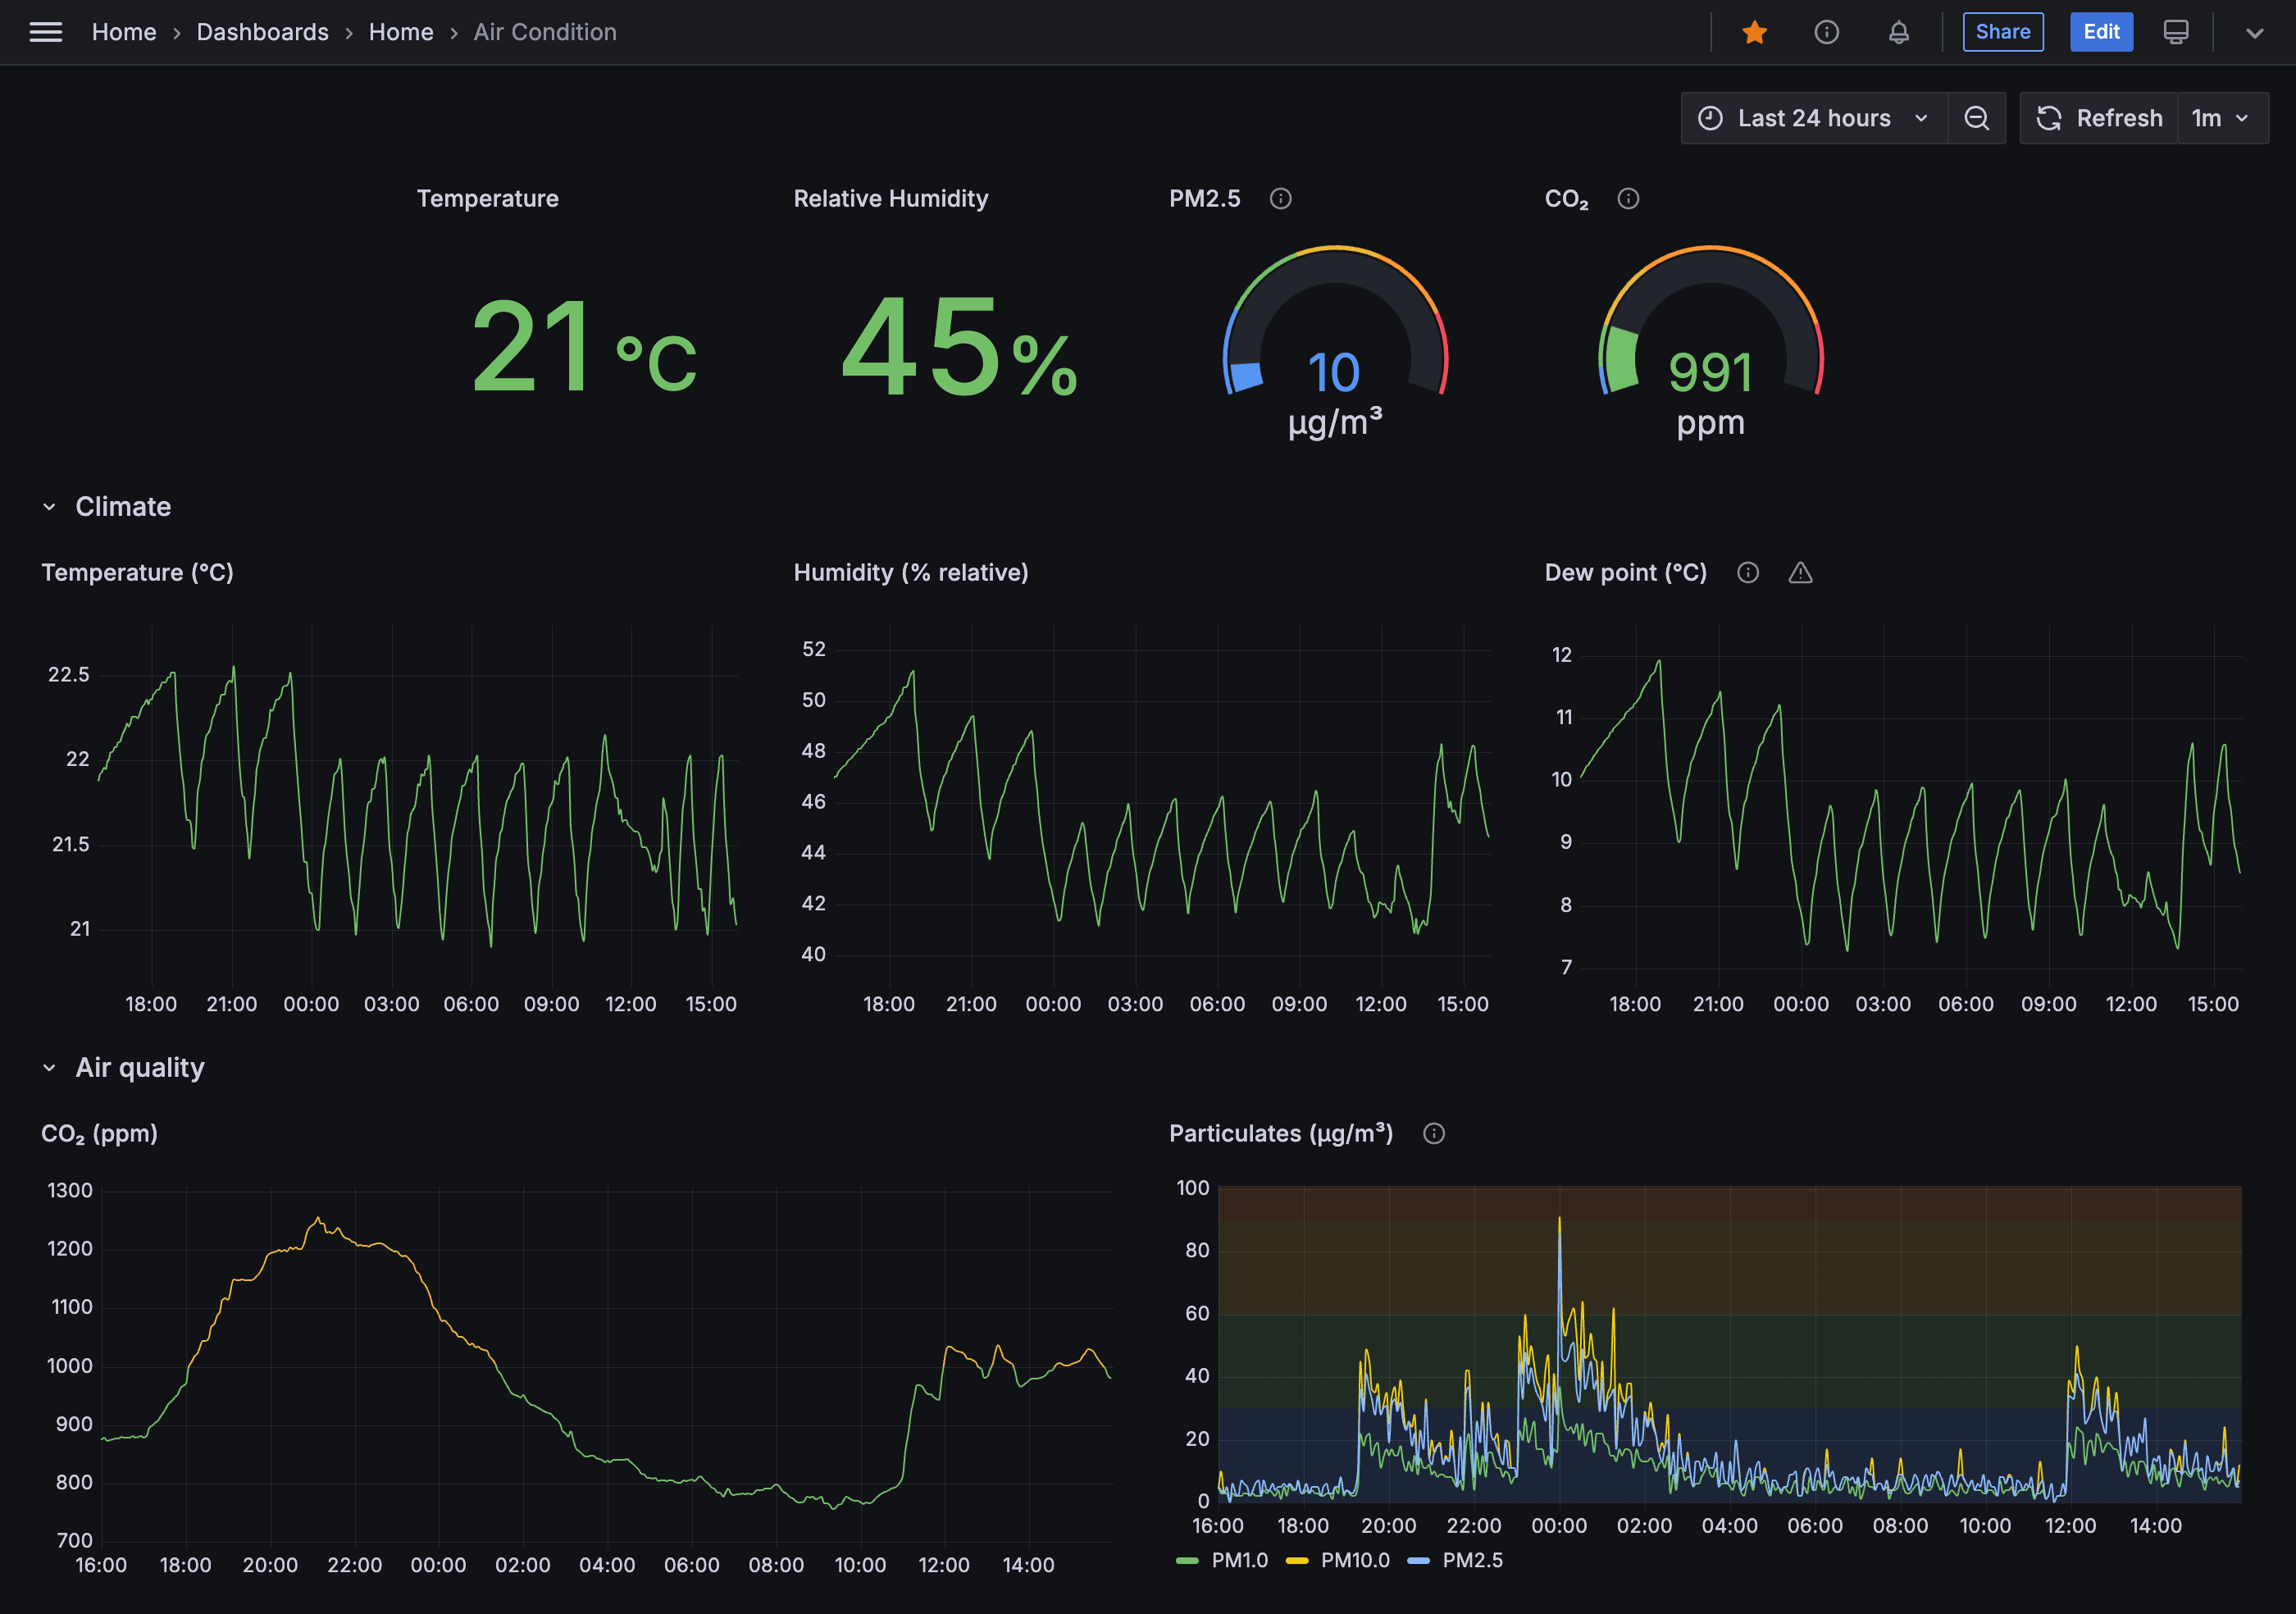 Home › Dashboards › Home › Air Condition
Share
Edit
Last 24 hours
Refresh
1m
Temperature
Relative Humidity
PM2.5
CO₂
21 °C
45%
10
µg/m³
991
ppm
Climate
Temperature (°C)
Humidity (% relative)
Dew point (°C)
22.5
22
21.5
21
18:00 21:00 00:00 03:00 06:00 09:00 12:00 15:00
52
50
48
46
44
42
40
18:00 21:00 00:00 03:00 06:00 09:00 12:00 15:00
12
11
10
9
8
7
18:00 21:00 00:00 03:00 06:00 09:00 12:00 15:00
Air quality
CO₂ (ppm)
Particulates (µg/m³)
1300
1200
1100
1000
900
800
700
16:00 18:00 20:00 22:00 00:00 02:00 04:00 06:00 08:00 10:00 12:00 14:00
100
80
60
40
20
0
16:00 18:00 20:00 22:00 00:00 02:00 04:00 06:00 08:00 10:00 12:00 14:00
PM1.0 PM10.0 PM2.5